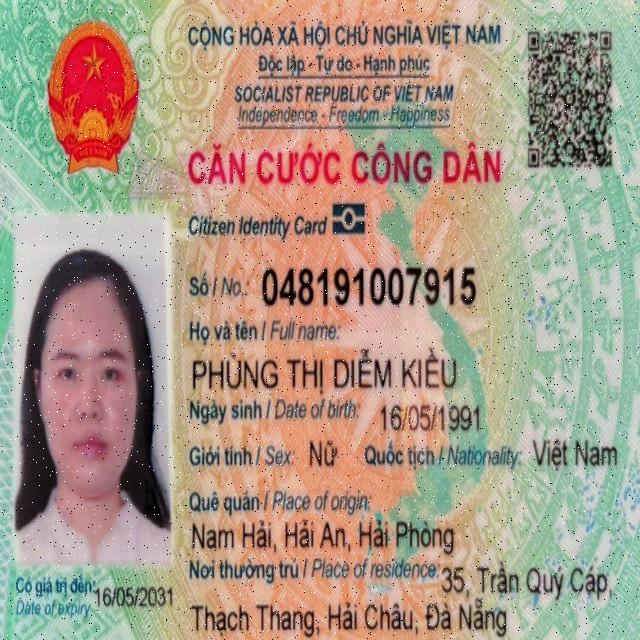 CỘNG HÒA XÃ HỘI CHỦ NGHĨA VIỆT NAM
Độc lập - Tự do - Hạnh phúc
SOCIALIST REPUBLIC OF VIET NAM
Independence - Freedom - Happiness
CĂN CƯỚC CÔNG DÂN
Citizen Identity Card
Số / No.: 048191007915
Họ và tên / Full name:
PHÙNG THỊ DIỄM KIỀU
Ngày sinh / Date of birth: 16/05/1991
Giới tính / Sex: Nữ Quốc tịch / Nationality: Việt Nam
Quê quán / Place of origin:
Nam Hải, Hải An, Hải Phòng
Nơi thường trú / Place of residence: 35, Trần Quý Cáp,
Thạch Thang, Hải Châu, Đà Nẵng
Có giá trị đến: 16/05/2031
Date of expiry